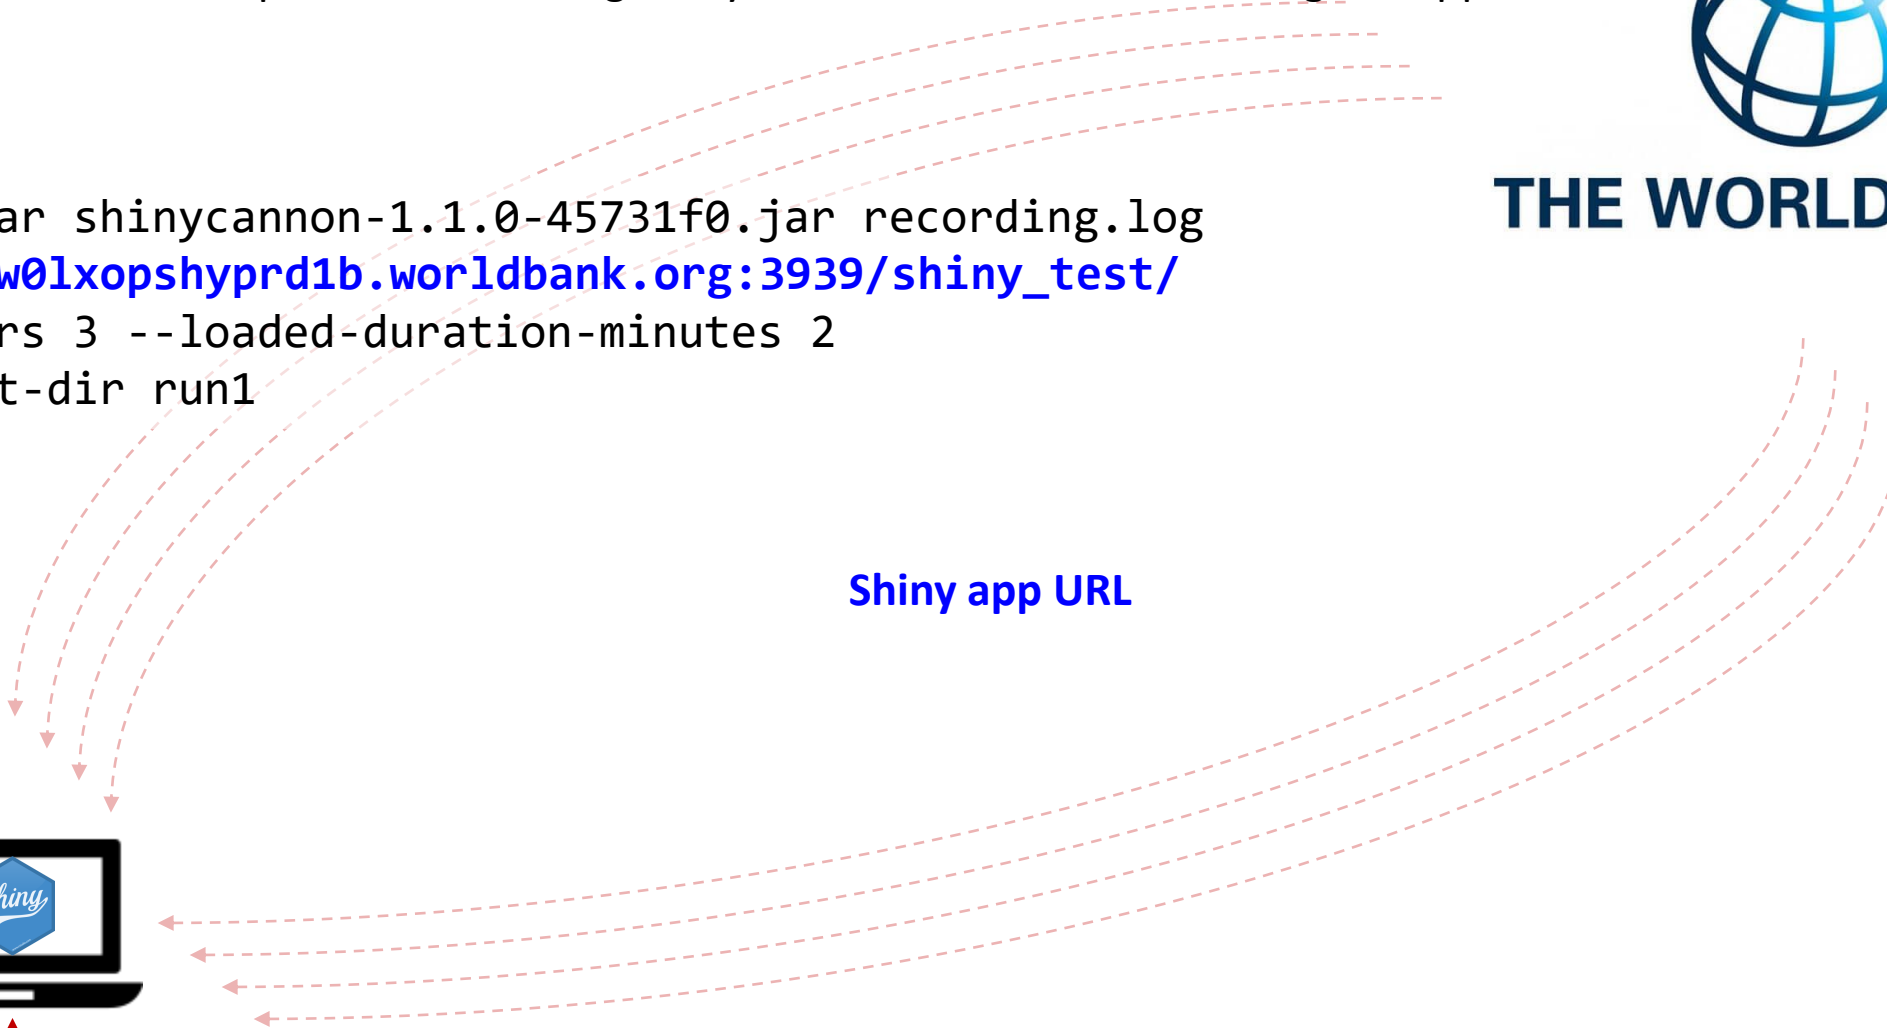 ar shinycannon-1.1.0-45731f0.jar recording.log
THE WORLD
w0lxopshyprd1b.worldbank.org:3939/shiny_test/
rs 3 --loaded-duration-minutes 2
t-dir run1
Shiny app URL
hiny